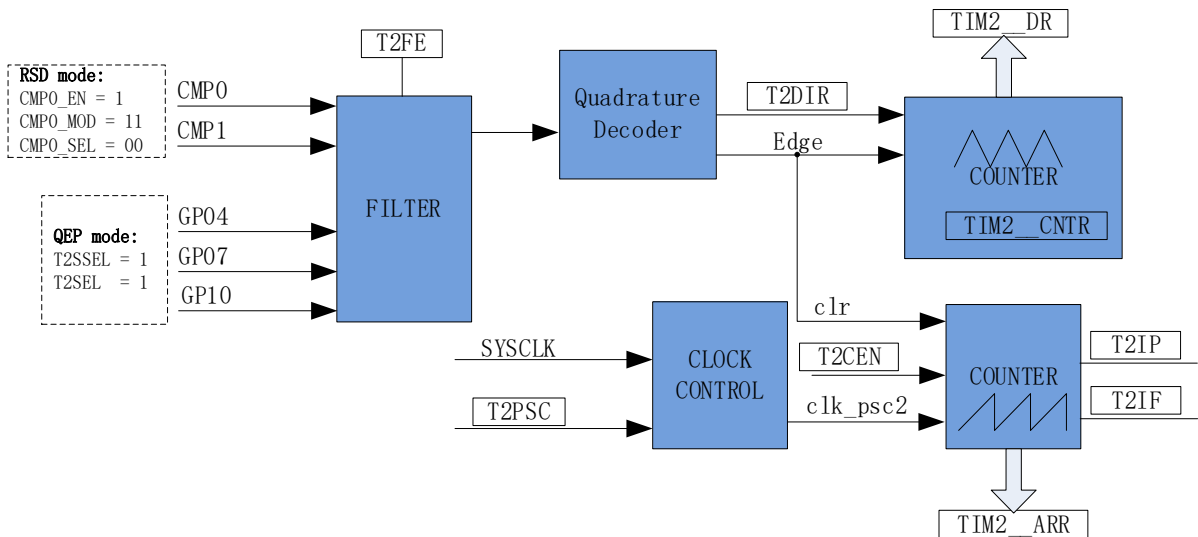 TIM2__DR
T2FE
RSD mode:
CMP0_EN = 1
CMP0_MOD = 11
CMP0_SEL = 00
CMP0
CMP1
Quadrature
Decoder
T2DIR
Edge
COUNTER
TIM2__CNTR
FILTER
QEP mode:
T2SSEL = 1
T2SEL = 1
GP04
GP07
GP10
SYSCLK
T2PSC
CLOCK
CONTROL
clr
T2CEN
clk_psc2
COUNTER
T2IP
T2IF
TIM2__ARR